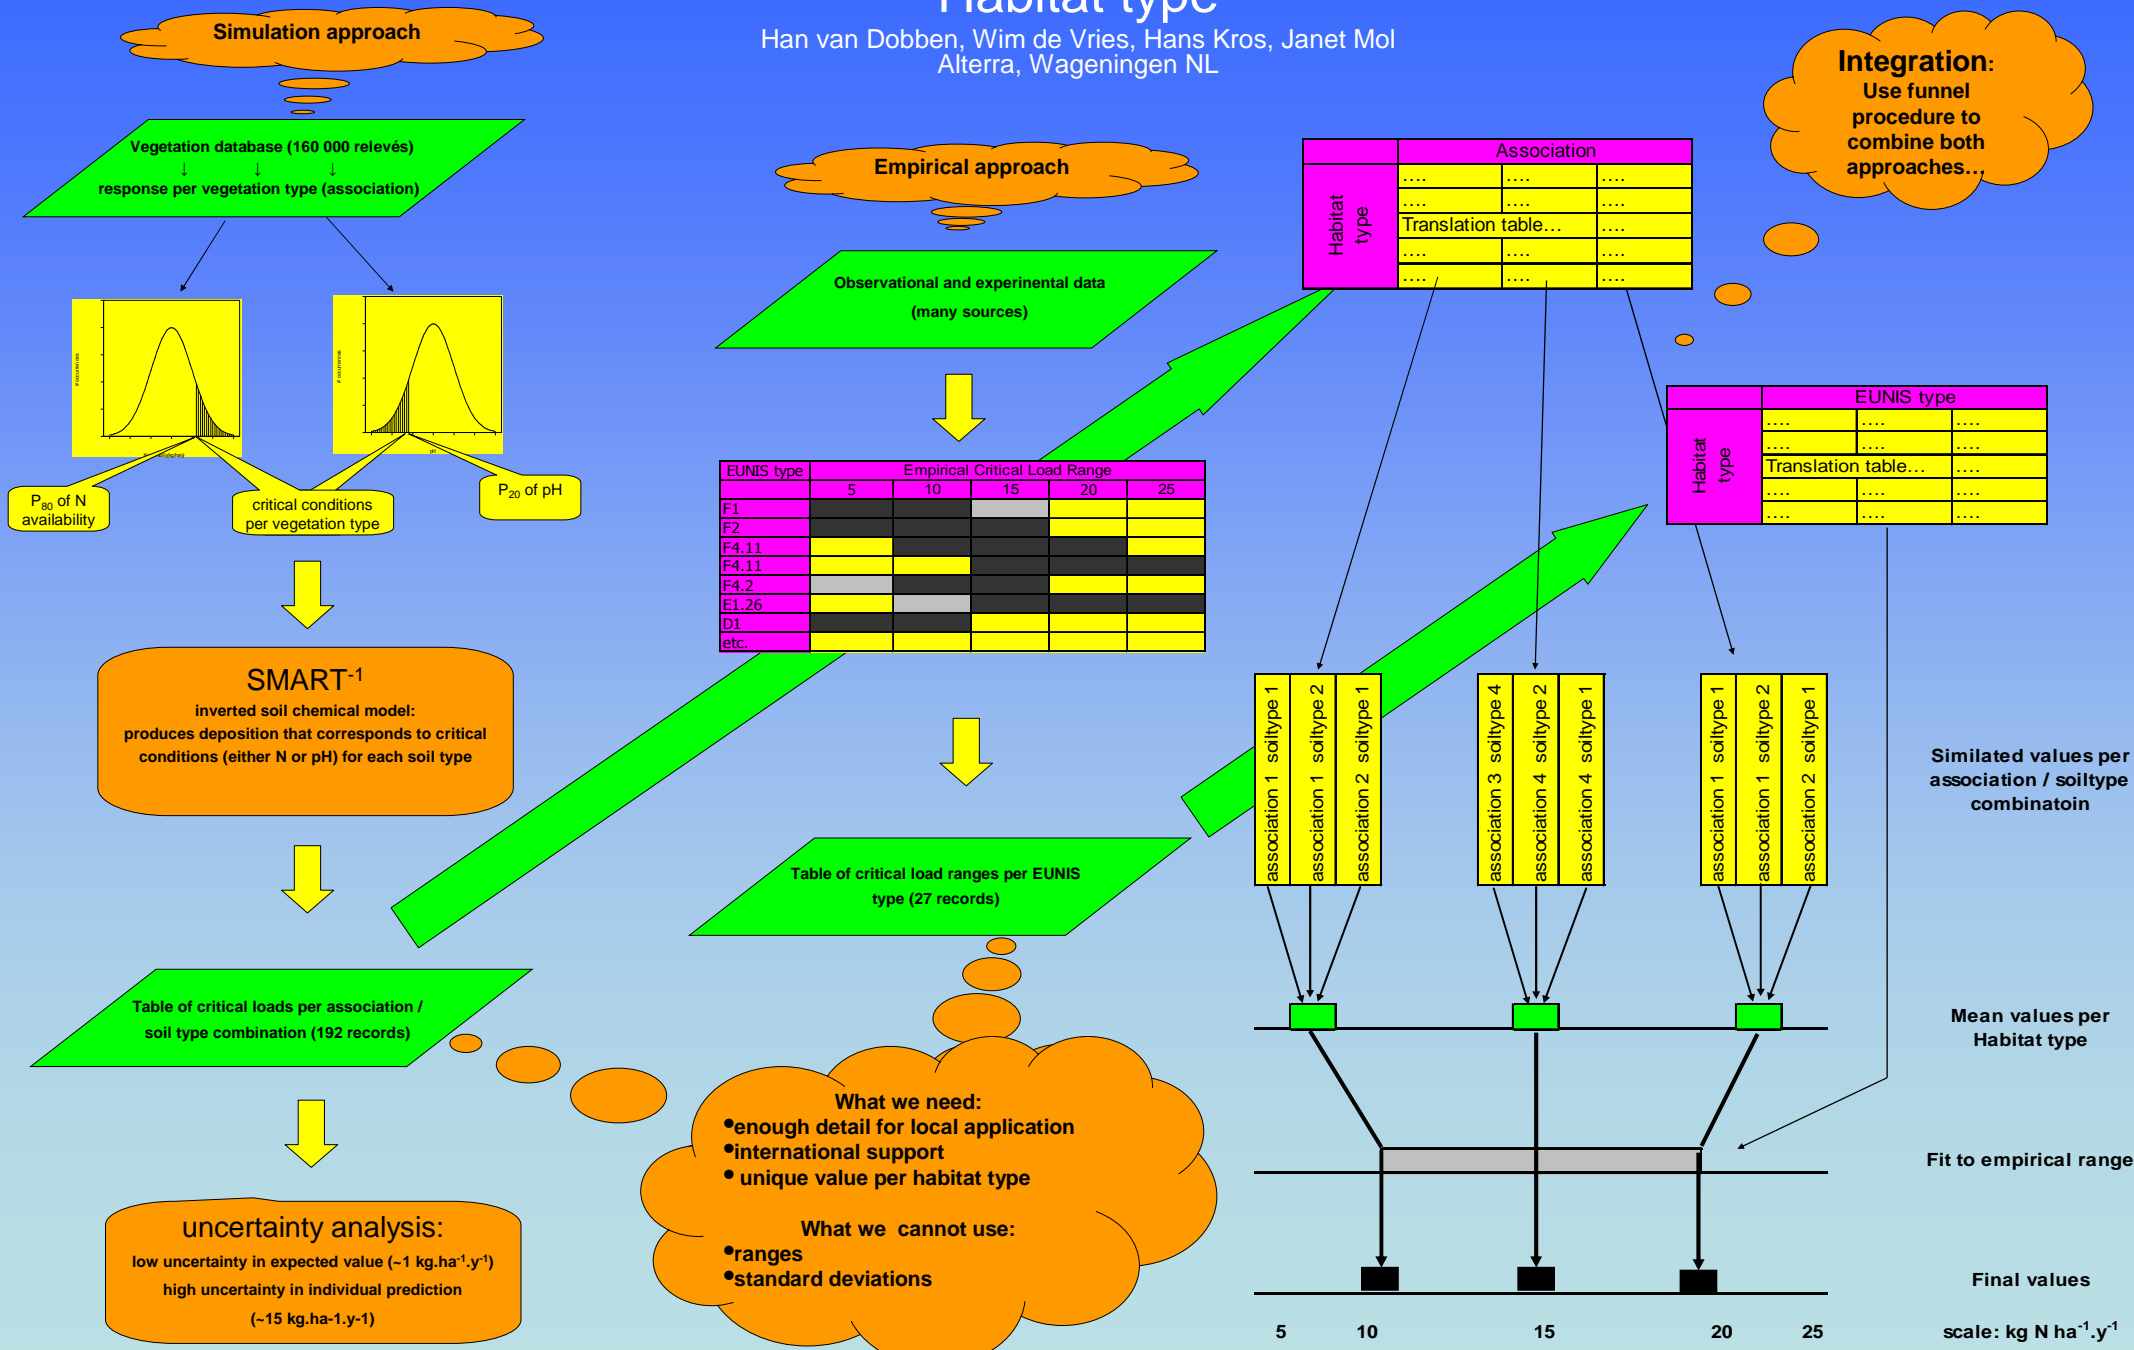 Habitat type
Han van Dobben, Wim de Vries, Hans Kros, Janet Mol
Alterra, Wageningen NL
Simulation approach
Vegetation database (160 000 relevés)
↓ ↓ ↓
response per vegetation type (association)
# occurrences
# occurrences
pH
P80 of N
availability
critical conditions
per vegetation type
P20 of pH
SMART-1
inverted soil chemical model:
produces deposition that corresponds to critical
conditions (either N or pH) for each soil type
Table of critical loads per association /
soil type combination (192 records)
uncertainty analysis:
low uncertainty in expected value (~1 kg.ha-1.y-1)
high uncertainty in individual prediction
(~15 kg.ha-1.y-1)
Empirical approach
Observational and experimental data
(many sources)
EUNIS type Empirical Critical Load Range
5 10 15 20 25
F1
F2
F4.11
F4.11
F4.2
E1.26
D1
etc.
Table of critical load ranges per EUNIS
type (27 records)
What we need:
•enough detail for local application
•international support
• unique value per habitat type
What we cannot use:
•ranges
•standard deviations
Integration:
Use funnel
procedure to
combine both
approaches...
Association
Habitat
type
.... .... ....
.... .... ....
Translation table... ....
.... .... ....
.... .... ....
EUNIS type
Habitat
type
.... .... ....
.... .... ....
Translation table... ....
.... .... ....
.... .... ....
association 1 soiltype 1
association 1 soiltype 2
association 2 soiltype 1
association 3 soiltype 4
association 4 soiltype 2
association 4 soiltype 1
association 1 soiltype 1
association 1 soiltype 2
association 2 soiltype 1
Similated values per
association / soiltype
combinatoin
Mean values per
Habitat type
Fit to empirical range
Final values
5 10 15 20 25 scale: kg N ha-1.y-1